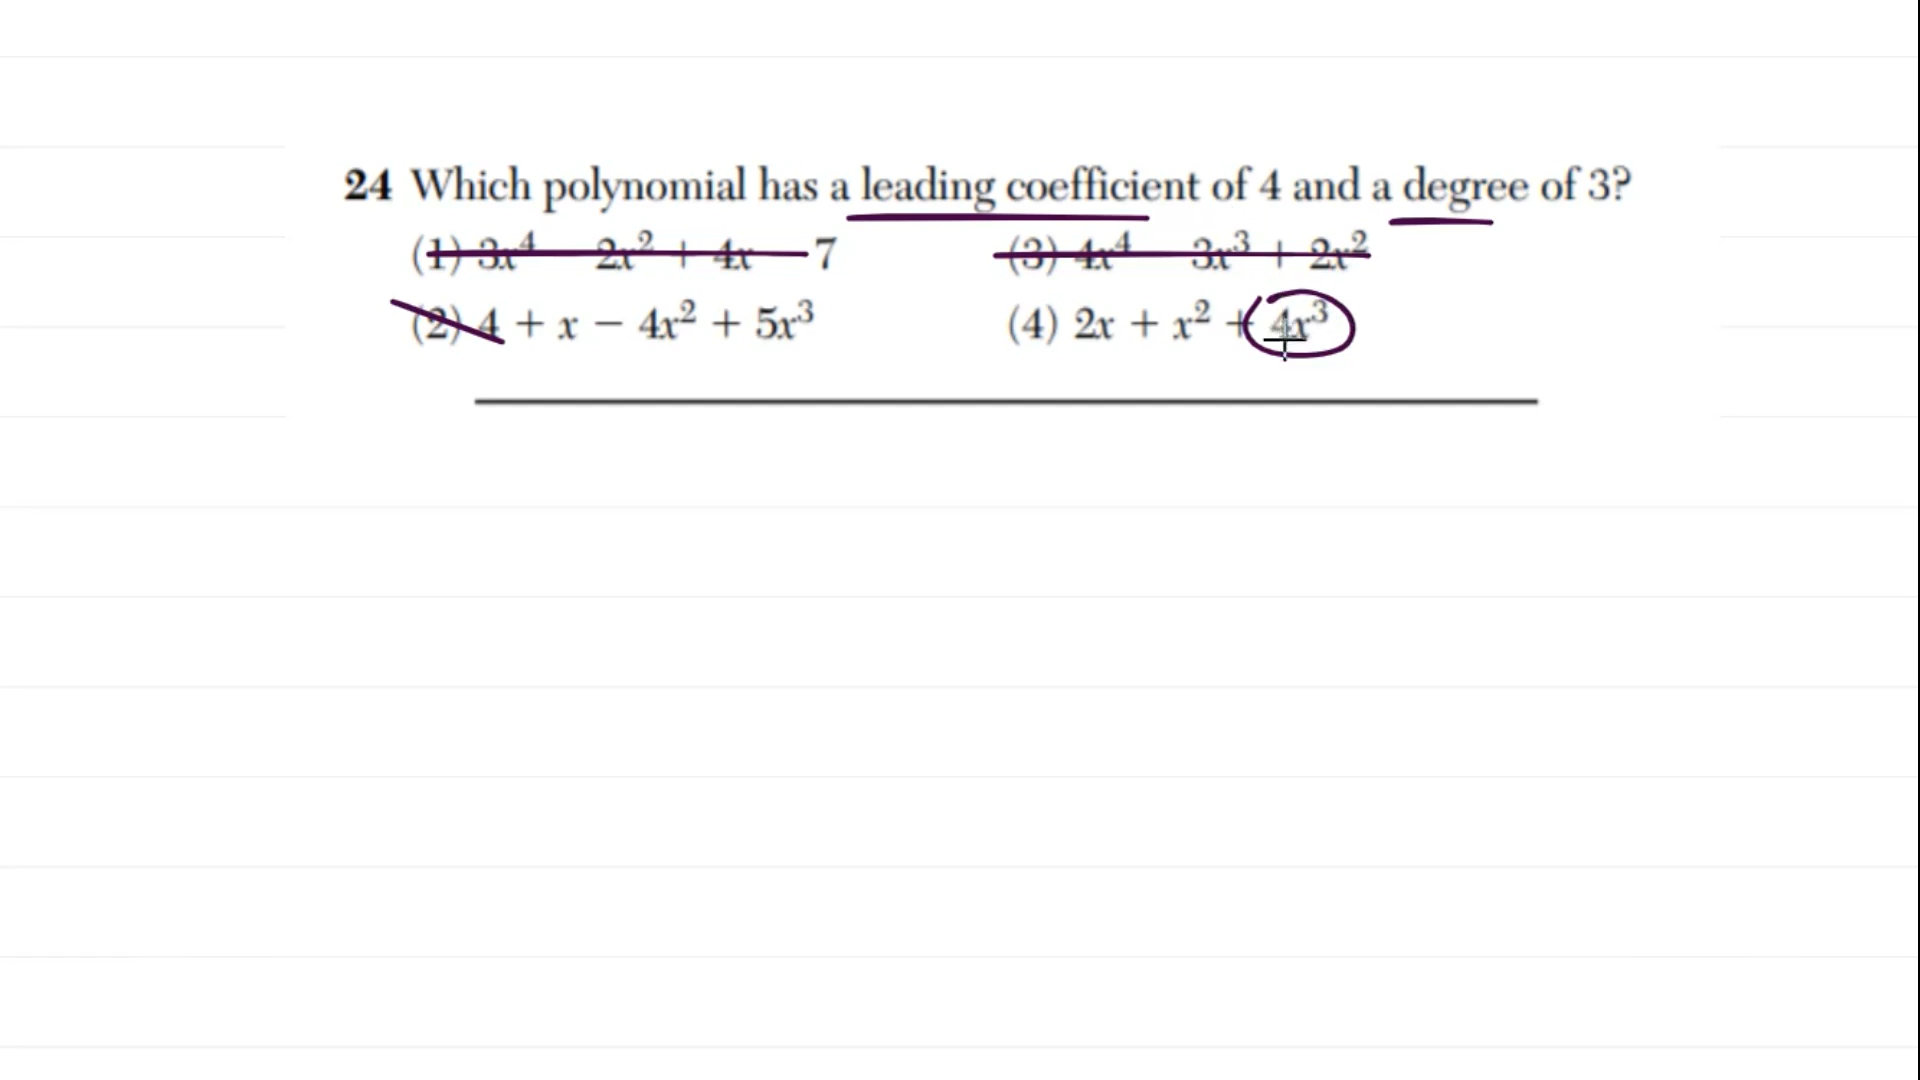 24 Which polynomial has a leading coefficient of 4 and a degree of 3?
(1) 3x⁴ − 2x² + 4x − 7 (3) 4x⁴ − 3x³ + 2x²
(2) 4 + x − 4x² + 5x³ (4) 2x + x² + 4x³